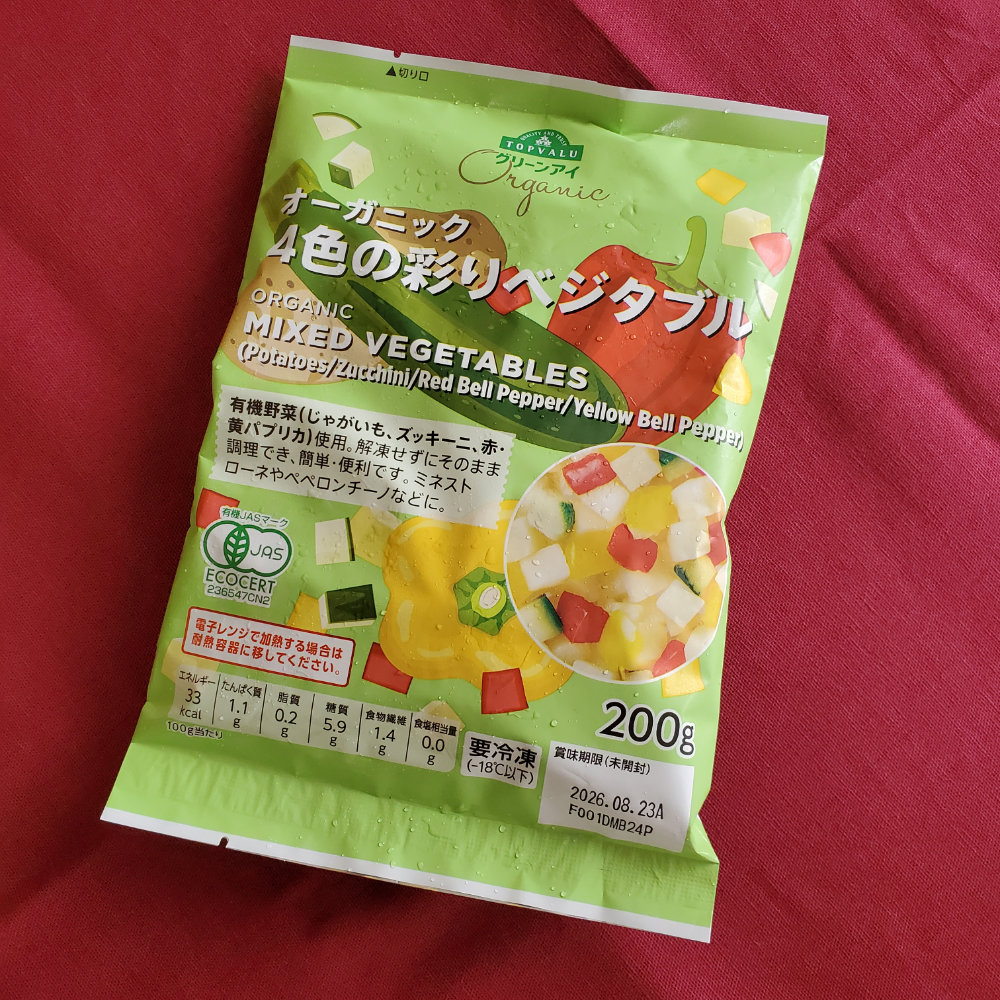 ▲切り口
QUALITY AND TRUST
TOPVALU
グリーンアイ
Organic
オーガニック
4色の彩りベジタブル
ORGANIC
MIXED VEGETABLES
(Potatoes/Zucchini/Red Bell Pepper/Yellow Bell Pepper)
有機野菜(じゃがいも、ズッキーニ、赤・
黄パプリカ)使用。解凍せずにそのまま
調理でき、簡単・便利です。ミネスト
ローネやペペロンチーノなどに。
有機JASマーク
JAS
ECOCERT
236547CN2
電子レンジで加熱する場合は
耐熱容器に移してください。
エネルギー
33
kcal
たんぱく質
1.1
g
脂質
0.2
g
糖質
5.9
g
食物繊維
1.4
g
食塩相当量
0.0
g
100g当たり
要冷凍
(-18℃以下)
200g
賞味期限(未開封)
2026.08.23A
F001DMB24P